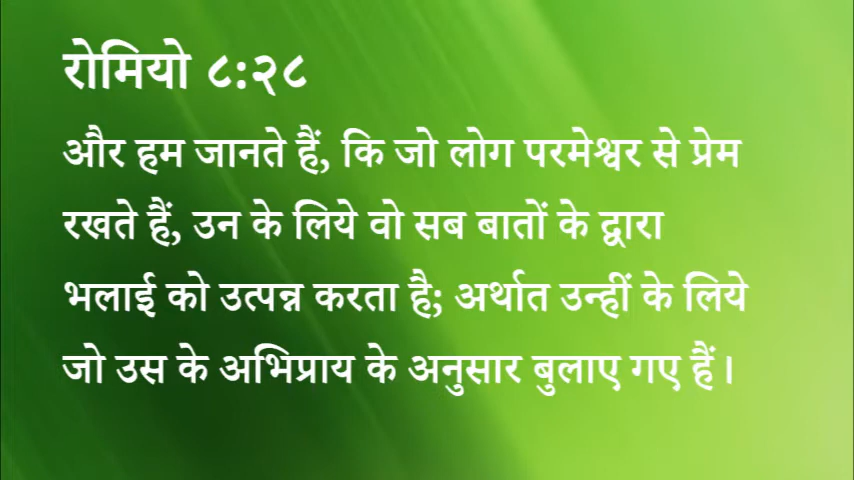 रोमियो ८:२८
और हम जानते हैं, कि जो लोग परमेश्वर से प्रेम
रखते हैं, उन के लिये वो सब बातों के द्वारा
भलाई को उत्पन्न करता है; अर्थात उन्हीं के लिये
जो उस के अभिप्राय के अनुसार बुलाए गए हैं।